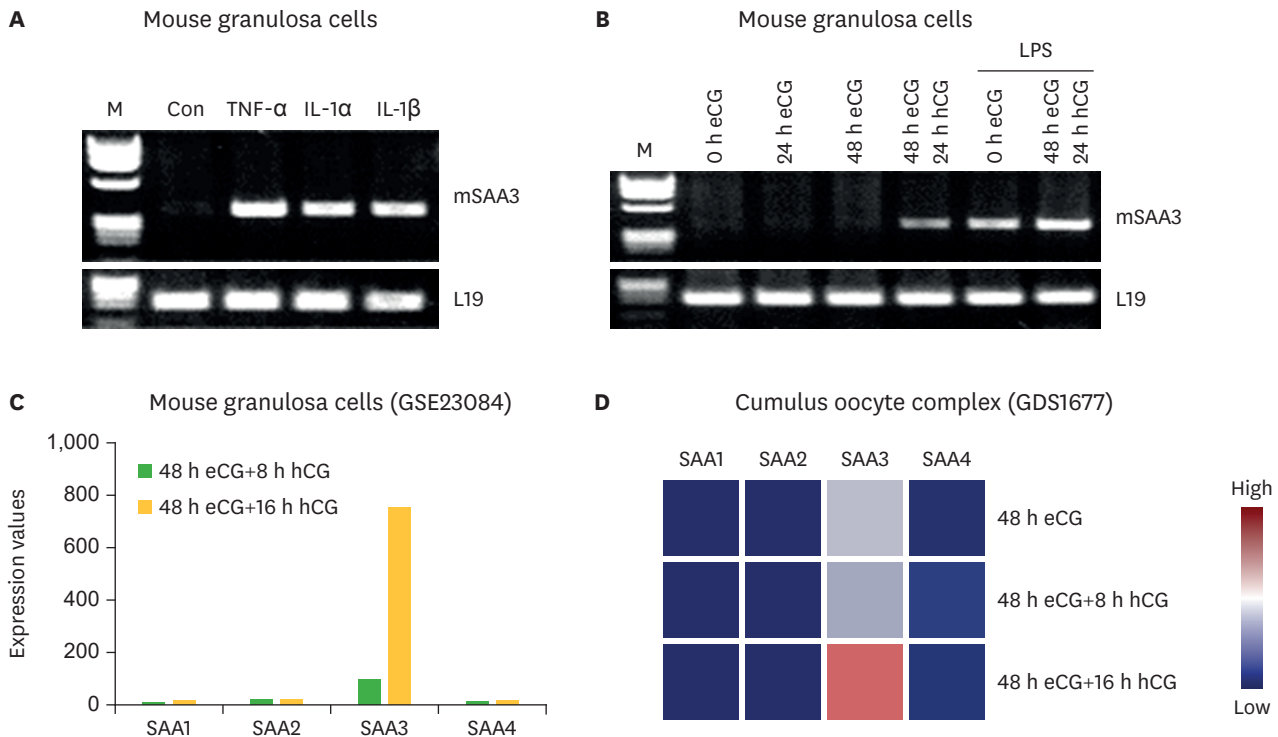 A
Mouse granulosa cells
M
Con
TNF-α
IL-1α
IL-1β
mSAA3
L19
B
Mouse granulosa cells
LPS
M
0 h eCG
24 h eCG
48 h eCG
48 h eCG
24 h hCG
0 h eCG
48 h eCG
24 h hCG
mSAA3
L19
C
Mouse granulosa cells (GSE23084)
Expression values
1,000
800
600
400
200
0
48 h eCG+8 h hCG
48 h eCG+16 h hCG
SAA1
SAA2
SAA3
SAA4
D
Cumulus oocyte complex (GDS1677)
SAA1
SAA2
SAA3
SAA4
48 h eCG
48 h eCG+8 h hCG
48 h eCG+16 h hCG
High
Low